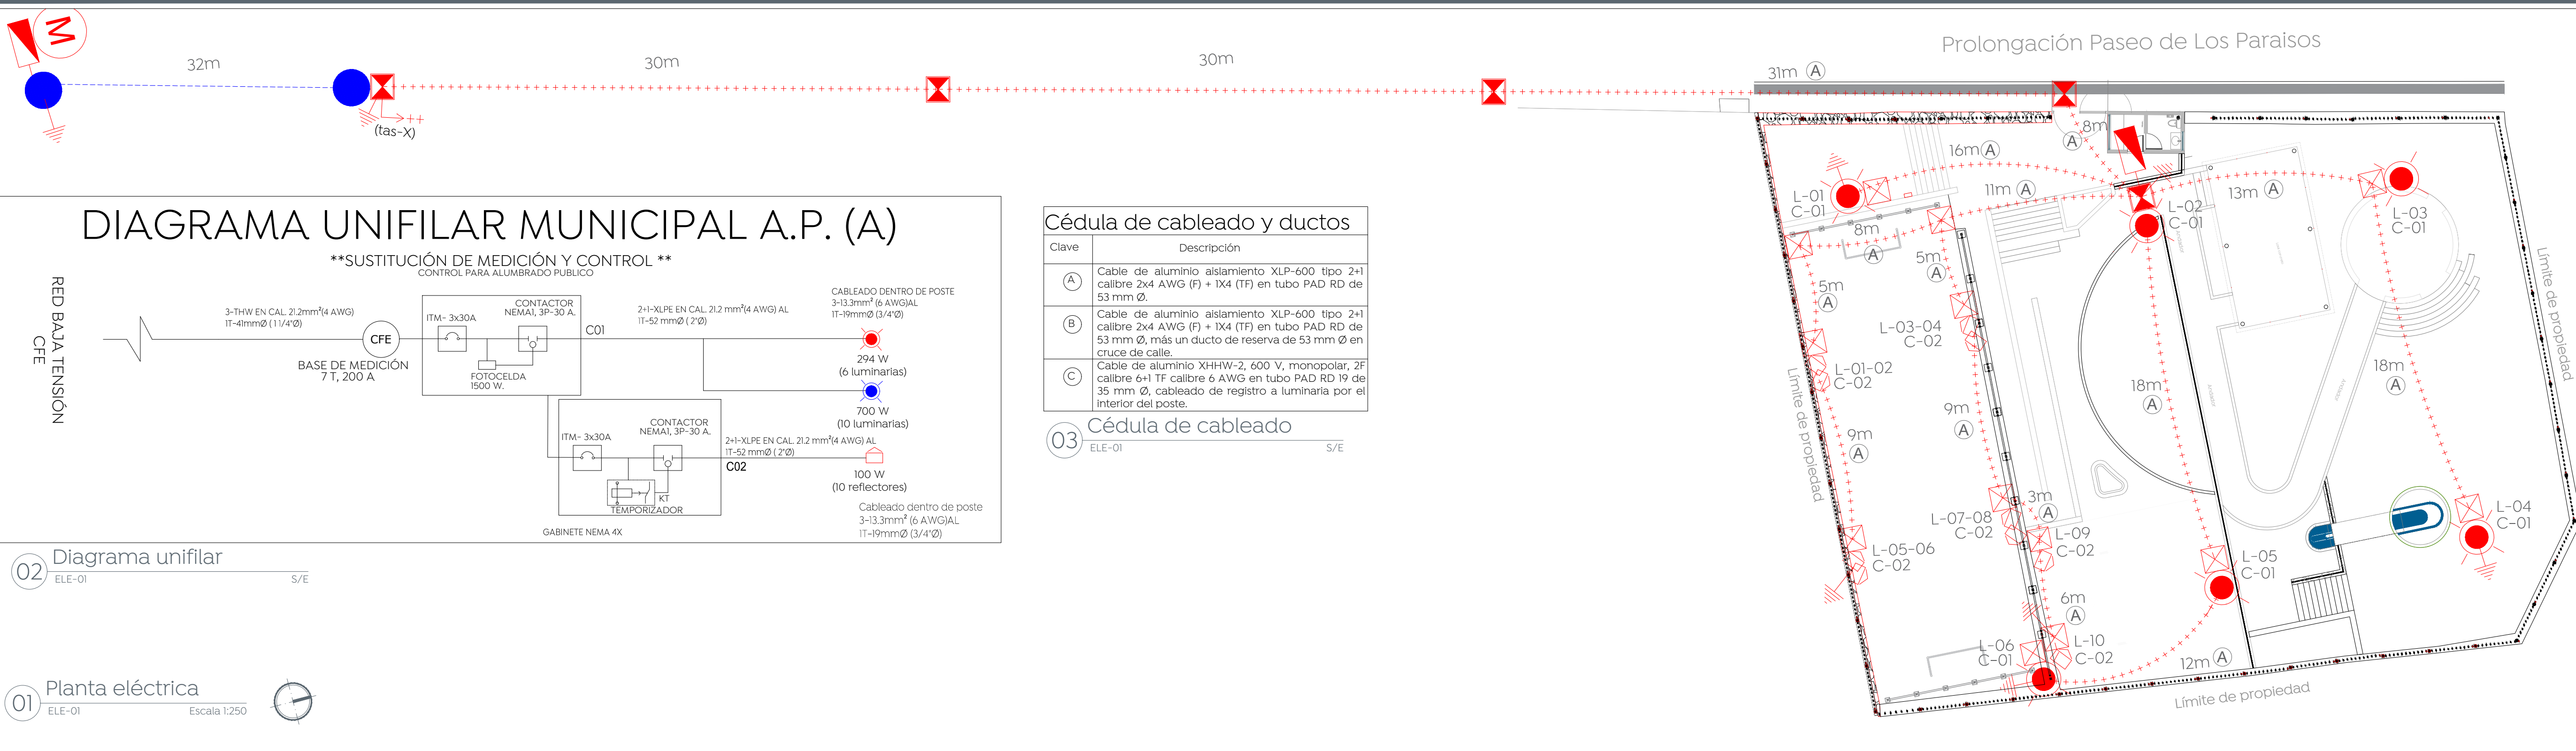 M
32m
30m
30m
31m A
(tas-X)
Prolongación Paseo de Los Paraisos
DIAGRAMA UNIFILAR MUNICIPAL A.P. (A)
**SUSTITUCIÓN DE MEDICIÓN Y CONTROL **
CONTROL PARA ALUMBRADO PUBLICO
RED BAJA TENSIÓN
CFE
3-THW EN CAL. 21.2mm²(4 AWG)
1T-41mmØ ( 1 1/4"Ø)
CFE
BASE DE MEDICIÓN
7 T, 200 A
ITM- 3x30A
CONTACTOR
NEMA1, 3P-30 A.
FOTOCELDA
1500 W.
C01
2+1-XLPE EN CAL. 21.2 mm²(4 AWG) AL
1T-52 mmØ ( 2"Ø)
CABLEADO DENTRO DE POSTE
3-13.3mm² (6 AWG)AL
1T-19mmØ (3/4"Ø)
294 W
(6 luminarias)
700 W
(10 luminarias)
ITM- 3x30A
CONTACTOR
NEMA1, 3P-30 A.
KT
TEMPORIZADOR
2+1-XLPE EN CAL. 21.2 mm²(4 AWG) AL
1T-52 mmØ ( 2"Ø)
C02
100 W
(10 reflectores)
Cableado dentro de poste
3-13.3mm² (6 AWG)AL
1T-19mmØ (3/4"Ø)
GABINETE NEMA 4X
02
Diagrama unifilar
ELE-01 S/E
01
Planta eléctrica
ELE-01 Escala 1:250
Cédula de cableado y ductos
Clave Descripción
A
Cable de aluminio aislamiento XLP-600 tipo 2+1
calibre 2x4 AWG (F) + 1X4 (TF) en tubo PAD RD de
53 mm Ø.
B
Cable de aluminio aislamiento XLP-600 tipo 2+1
calibre 2x4 AWG (F) + 1X4 (TF) en tubo PAD RD de
53 mm Ø, más un ducto de reserva de 53 mm Ø en
cruce de calle.
C
Cable de aluminio XHHW-2, 600 V, monopolar, 2F
calibre 6+1 TF calibre 6 AWG en tubo PAD RD 19 de
35 mm Ø, cableado de registro a luminaria por el
interior del poste.
03
Cédula de cableado
ELE-01 S/E
8m
A
16m A
11m A
13m A
L-01
C-01
L-02
C-01
L-03
C-01
8m
A
5m
A
5m
A
L-03-04
C-02
L-01-02
C-02
18m
A
18m
A
9m
A
9m
A
3m
A
L-07-08
C-02
L-09
C-02
L-05-06
C-02
L-04
C-01
L-05
C-01
6m
A
L-06
C-01
L-10
C-02
12m A
Límite de propiedad
Límite de propiedad
Límite de propiedad